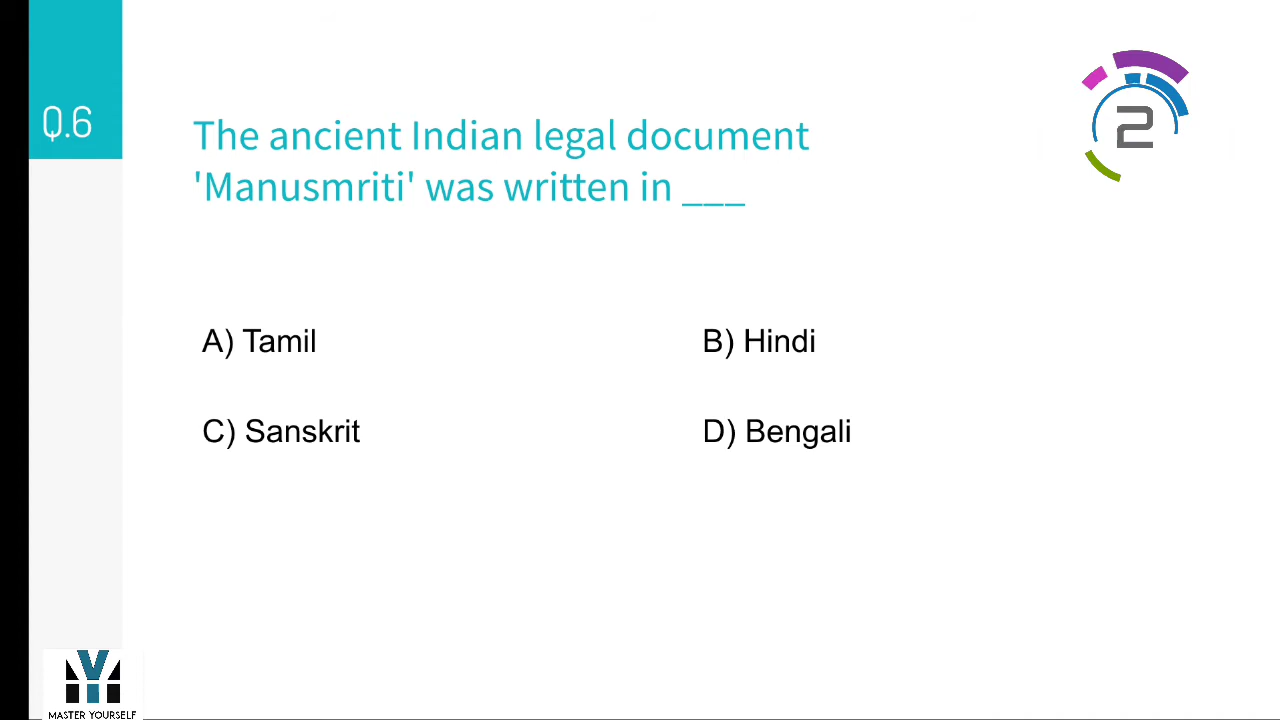 Q.6
The ancient Indian legal document
'Manusmriti' was written in ___
2
A) Tamil
B) Hindi
C) Sanskrit
D) Bengali
MASTER YOURSELF